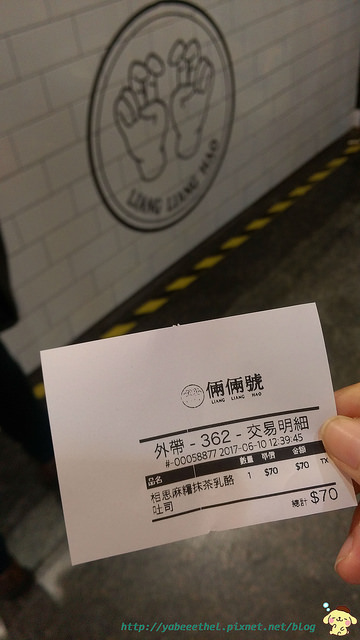 LIANG LIANG HAO
倆倆號
LIANG LIANG HAO
外帶 - 362 - 交易明細
#-00058877 2017-06-10 12:39:45
品名 數量 單價 金額
相思麻糬抹茶乳酪 1 $70 $70 TX
吐司
總計 $70
http://yabeeethel.pixnet.net/blog